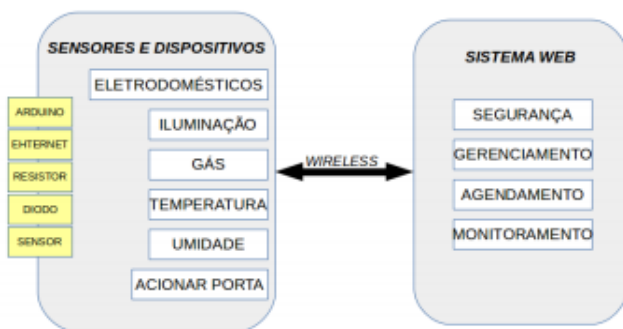 SENSORES E DISPOSITIVOS
ELETRODOMÉSTICOS
ILUMINAÇÃO
GÁS
TEMPERATURA
UMIDADE
ACIONAR PORTA
ARDUINO
EHTERNET
RESISTOR
DIODO
SENSOR
WIRELESS
SISTEMA WEB
SEGURANÇA
GERENCIAMENTO
AGENDAMENTO
MONITORAMENTO